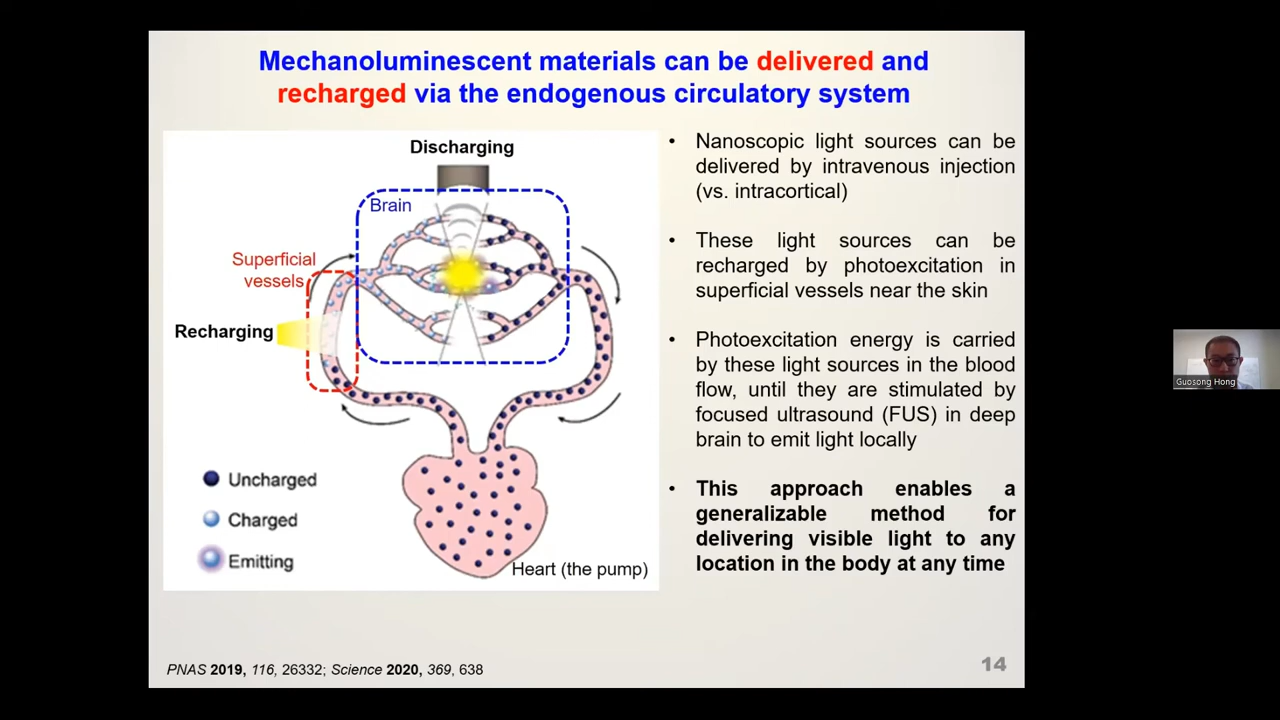 Mechanoluminescent materials can be delivered and
recharged via the endogenous circulatory system
Discharging
Brain
Superficial
vessels
Recharging
Uncharged
Charged
Emitting
Heart (the pump)
• Nanoscopic light sources can be
delivered by intravenous injection
(vs. intracortical)
• These light sources can be
recharged by photoexcitation in
superficial vessels near the skin
• Photoexcitation energy is carried
by these light sources in the blood
flow, until they are stimulated by
focused ultrasound (FUS) in deep
brain to emit light locally
• This approach enables a
generalizable method for
delivering visible light to any
location in the body at any time
PNAS 2019, 116, 26332; Science 2020, 369, 638
14
Guosong Hong